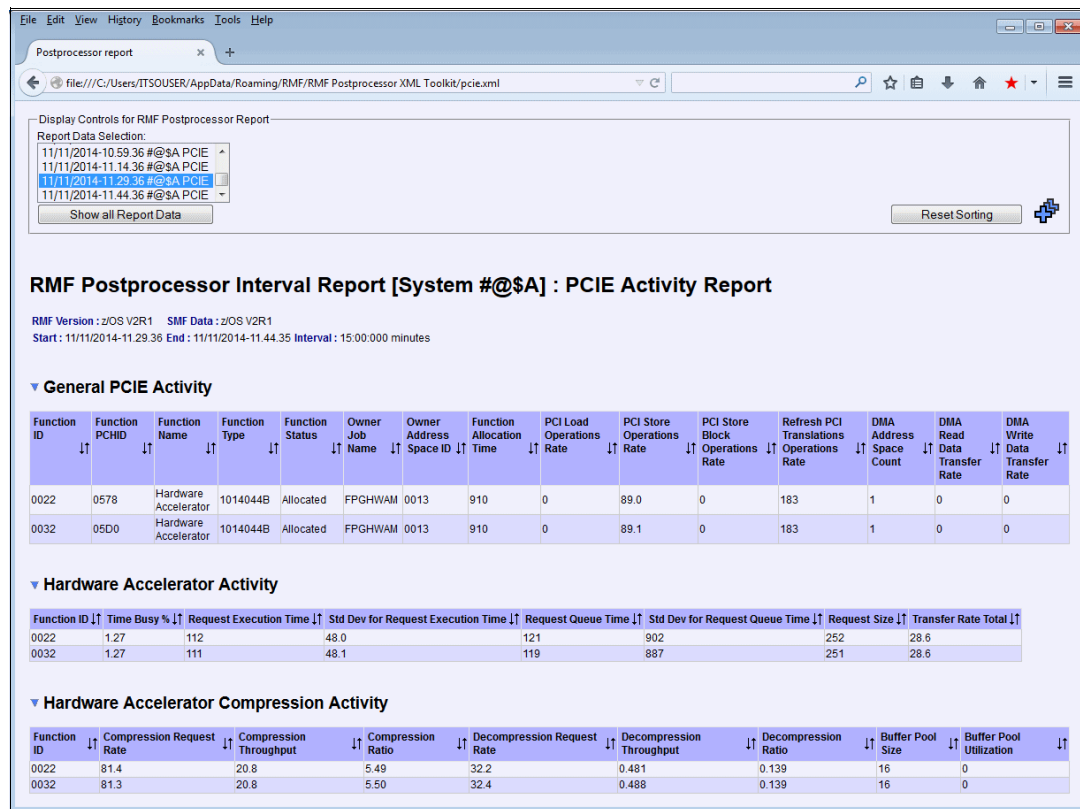 File Edit View History Bookmarks Tools Help
Postprocessor report × +
file:///C:/Users/ITSOUSER/AppData/Roaming/RMF/RMF Postprocessor XML Toolkit/pcie.xml
Display Controls for RMF Postprocessor Report
Report Data Selection:
11/11/2014-10.59.36 #@$A PCIE
11/11/2014-11.14.36 #@$A PCIE
11/11/2014-11.29.36 #@$A PCIE
11/11/2014-11.44.36 #@$A PCIE
Show all Report Data
Reset Sorting
RMF Postprocessor Interval Report [System #@$A] : PCIE Activity Report
RMF Version : z/OS V2R1 SMF Data : z/OS V2R1
Start : 11/11/2014-11.29.36 End : 11/11/2014-11.44.35 Interval : 15:00:000 minutes
General PCIE Activity
Function ID Function PCHID Function Name Function Type Function Status Owner Job Name Owner Address Space ID Function Allocation Time PCI Load Operations Rate PCI Store Operations Rate PCI Store Block Operations Rate Refresh PCI Translations Operations Rate DMA Address Space Count DMA Read Data Transfer Rate DMA Write Data Transfer Rate
0022 0578 Hardware Accelerator 1014044B Allocated FPGHWAM 0013 910 0 89.0 0 183 1 0 0
0032 05D0 Hardware Accelerator 1014044B Allocated FPGHWAM 0013 910 0 89.1 0 183 1 0 0
Hardware Accelerator Activity
Function ID Time Busy % Request Execution Time Std Dev for Request Execution Time Request Queue Time Std Dev for Request Queue Time Request Size Transfer Rate Total
0022 1.27 112 48.0 121 902 252 28.6
0032 1.27 111 48.1 119 887 251 28.6
Hardware Accelerator Compression Activity
Function ID Compression Request Rate Compression Throughput Compression Ratio Decompression Request Rate Decompression Throughput Decompression Ratio Buffer Pool Size Buffer Pool Utilization
0022 81.4 20.8 5.49 32.2 0.481 0.139 16 0
0032 81.3 20.8 5.50 32.4 0.488 0.139 16 0